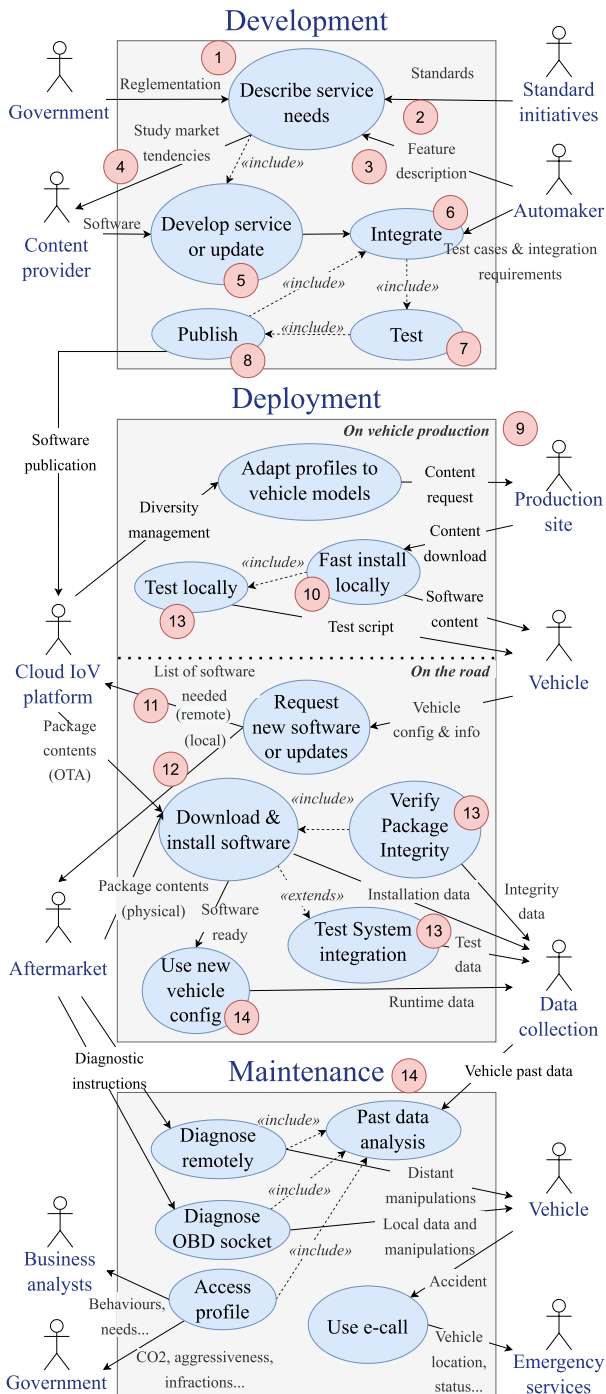 Development
1
Reglementation
Government
Describe service
needs
Standards
Standard
initiatives
2
Study market
tendencies
4
«include»
3
Feature
description
Automaker
Content
provider
Software
Develop service
or update
5
6
Integrate
Test cases & integration
requirements
«include»
«include»
Publish
8
«include»
Test
7
Deployment
On vehicle production
9
Software
publication
Adapt profiles to
vehicle models
Content
request
Production
site
Diversity
management
Content
download
«include»
Fast install
locally
10
Test locally
13
Software
content
Test script
Cloud IoV
platform
Vehicle
List of software
needed
(remote)
(local)
On the road
11
Request
new software
or updates
Vehicle
config & info
Package
contents
(OTA)
12
Download &
install software
«include»
Verify
Package
Integrity
13
Package contents
(physical)
Installation data
Integrity
data
«extends»
Software
ready
Test System
integration
13
Test
data
Aftermarket
Use new
vehicle
config
14
Runtime data
Data
collection
Diagnostic
instructions
Maintenance
14
Vehicle past data
«include»
Past data
analysis
Diagnose
remotely
Distant
manipulations
«include»
Diagnose
OBD socket
Local data and
manipulations
Vehicle
«include»
Business
analysts
Access
profile
Accident
Behaviours,
needs...
Use e-call
Vehicle
location,
status...
CO2, aggressiveness,
infractions...
Government
Emergency
services